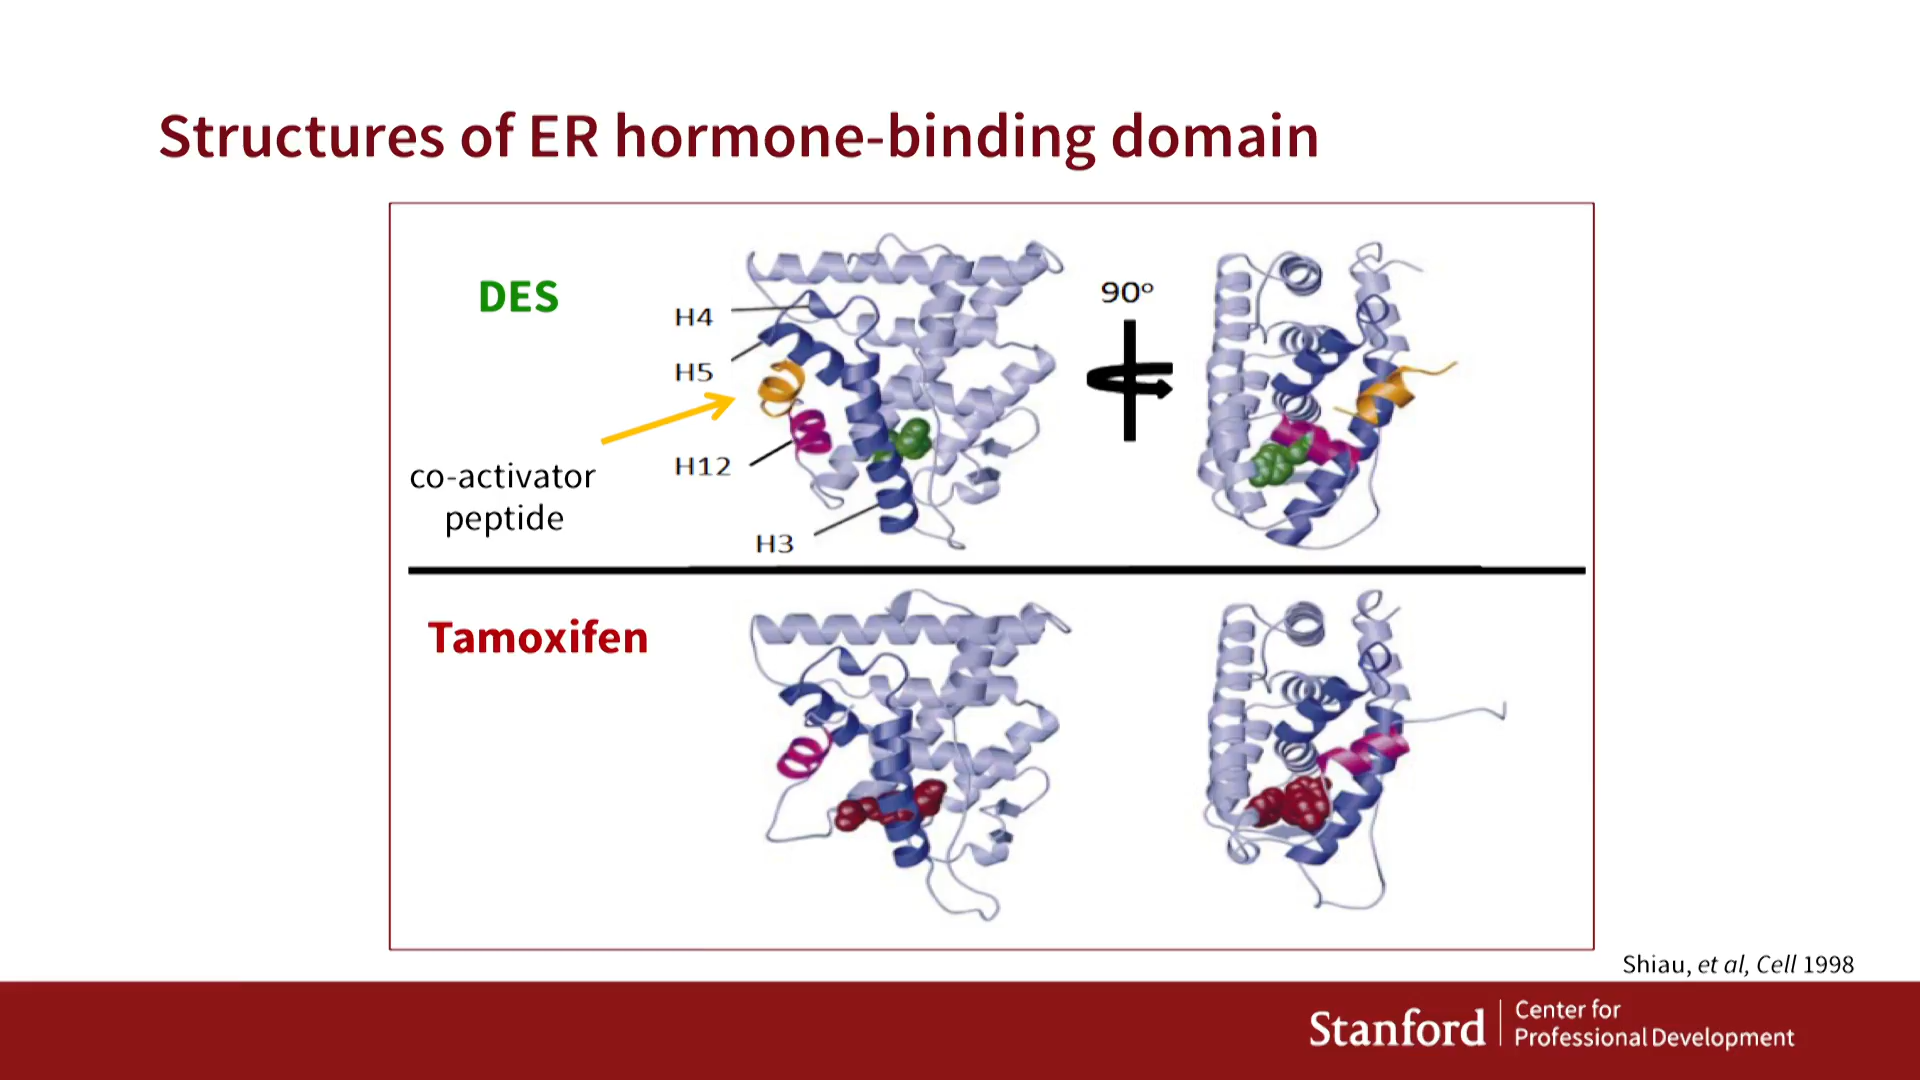 Structures of ER hormone-binding domain
DES
H4
H5
90°
co-activator
peptide
H12
H3
Tamoxifen
Shiau, et al, Cell 1998
Stanford
Center for
Professional Development